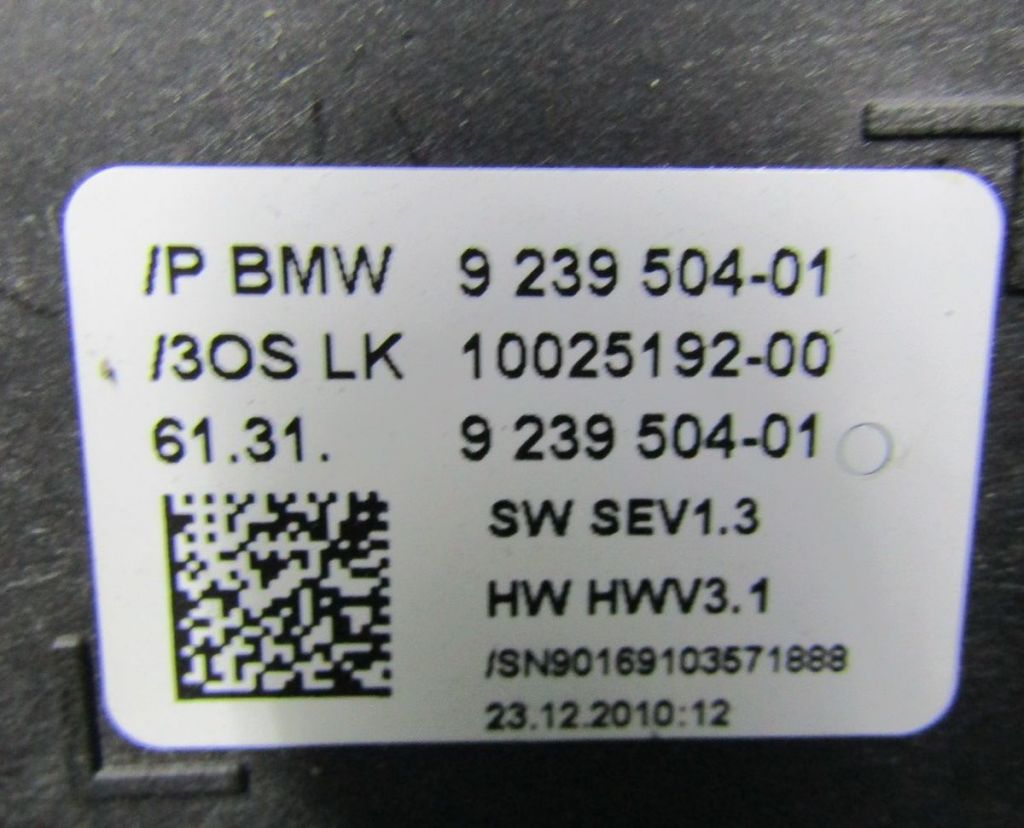 /P BMW 9 239 504-01
/3OS LK 10025192-00
61.31. 9 239 504-01
SW SEV1.3
HW HWV3.1
/SN90169103571888
23.12.2010:12